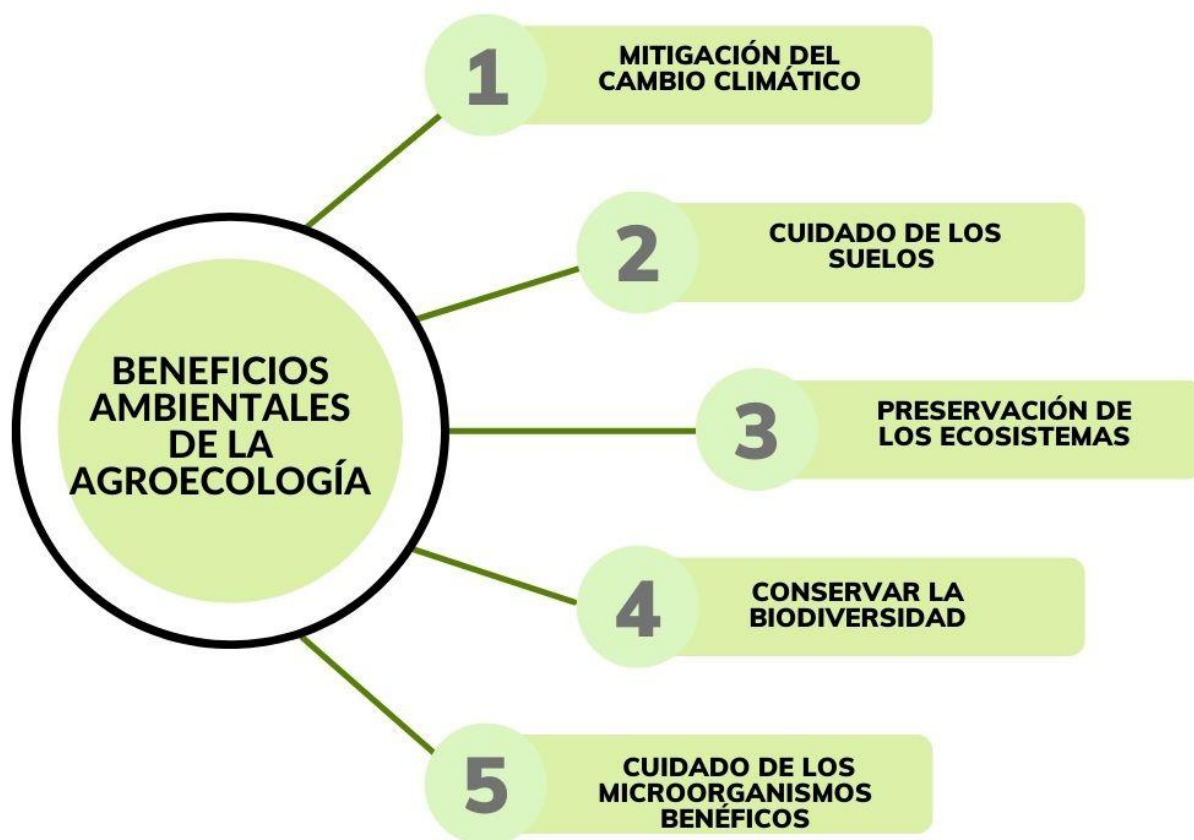 BENEFICIOS
AMBIENTALES
DE LA
AGROECOLOGÍA
1
MITIGACIÓN DEL
CAMBIO CLIMÁTICO
2
CUIDADO DE LOS
SUELOS
3
PRESERVACIÓN DE
LOS ECOSISTEMAS
4
CONSERVAR LA
BIODIVERSIDAD
5
CUIDADO DE LOS
MICROORGANISMOS
BENÉFICOS